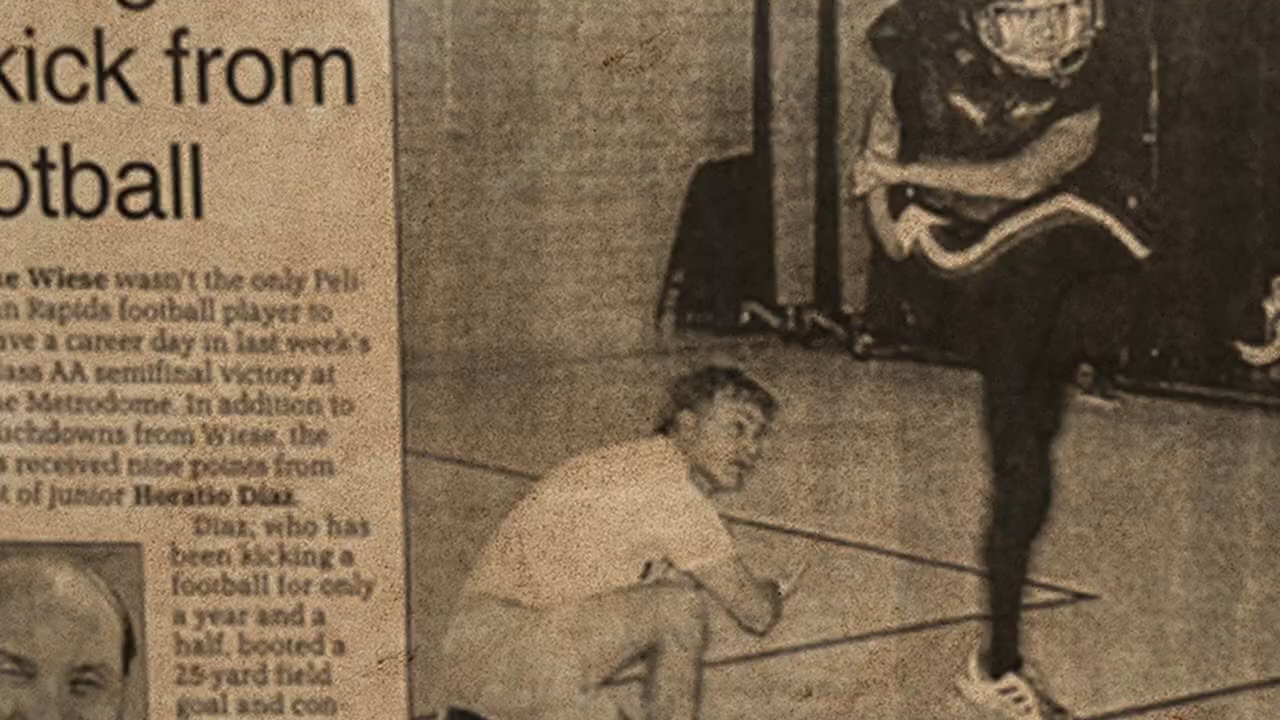 kick from
otball
e Wiese wasn't the only Peli-
n Rapids football player to
ave a career day in last week's
lass AA semifinal victory at
e Metrodome. In addition to
uchdowns from Wiese, the
s received nine points from
t of junior Horatio Diaz.
Diaz, who has
been kicking a
football for only
a year and a
half, booted a
25-yard field
goal and con-